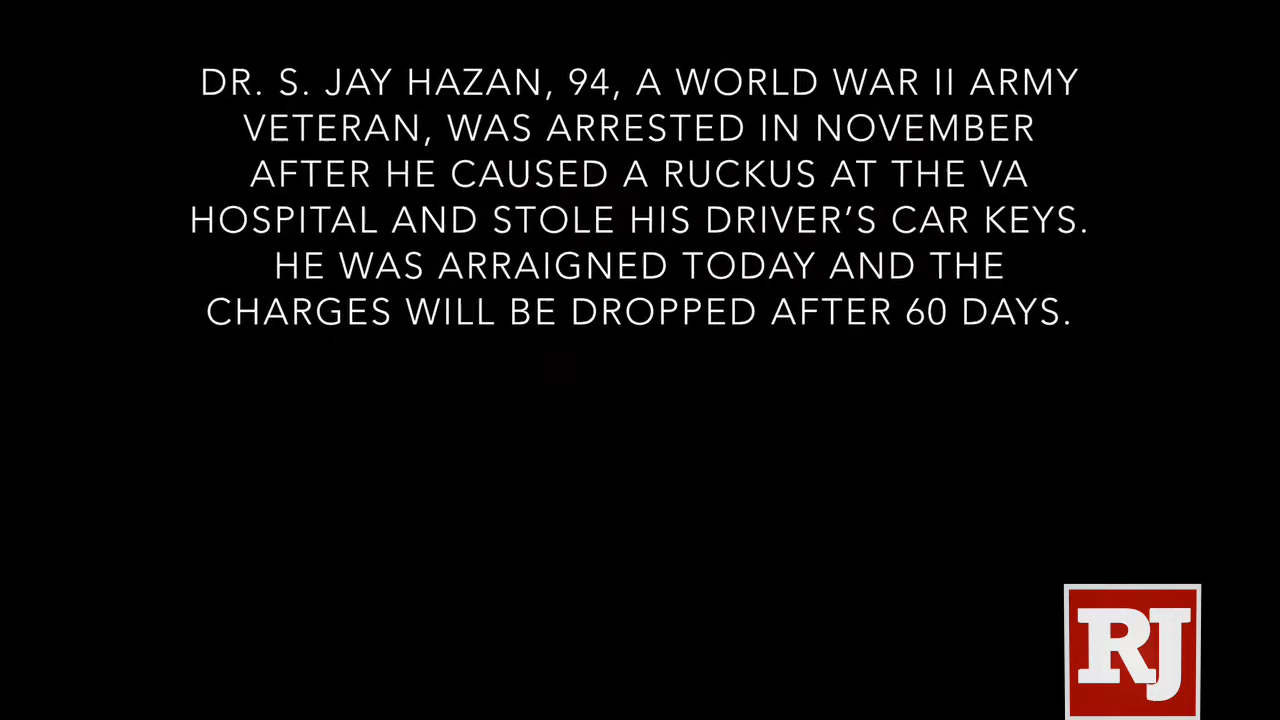 DR. S. JAY HAZAN, 94, A WORLD WAR II ARMY
VETERAN, WAS ARRESTED IN NOVEMBER
AFTER HE CAUSED A RUCKUS AT THE VA
HOSPITAL AND STOLE HIS DRIVER’S CAR KEYS.
HE WAS ARRAIGNED TODAY AND THE
CHARGES WILL BE DROPPED AFTER 60 DAYS.
RJ